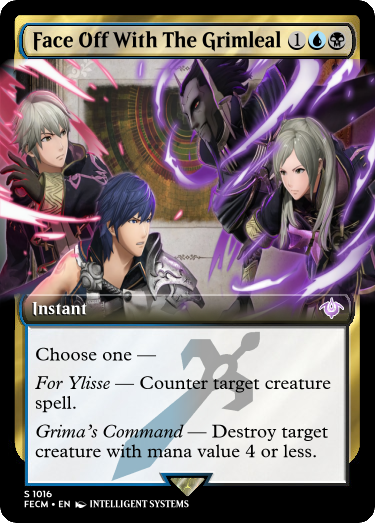 Face Off With The Grimleal 1
Instant
Choose one —
For Ylisse — Counter target creature
spell.
Grima's Command — Destroy target
creature with mana value 4 or less.
S 1016
FECM • EN INTELLIGENT SYSTEMS